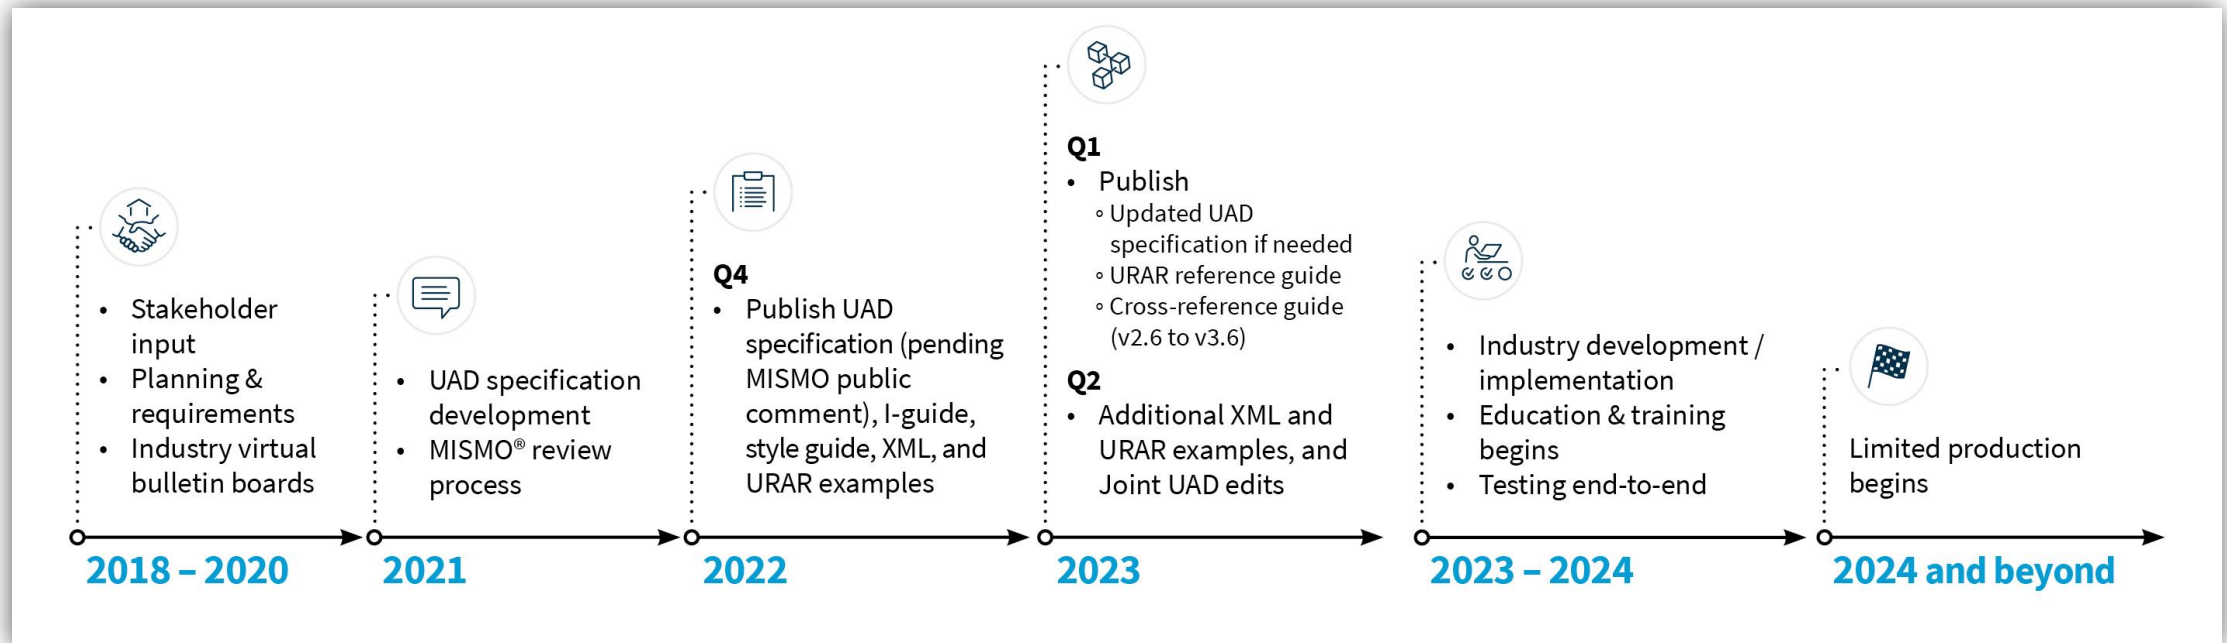 • Stakeholder
input
• Planning &
requirements
• Industry virtual
bulletin boards
2018 – 2020
• UAD specification
development
• MISMO® review
process
2021
Q4
• Publish UAD
specification (pending
MISMO public
comment), I-guide,
style guide, XML, and
URAR examples
2022
Q1
• Publish
◦ Updated UAD
specification if needed
◦ URAR reference guide
◦ Cross-reference guide
(v2.6 to v3.6)
Q2
• Additional XML and
URAR examples, and
Joint UAD edits
2023
• Industry development /
implementation
• Education & training
begins
• Testing end-to-end
2023 – 2024
Limited production
begins
2024 and beyond